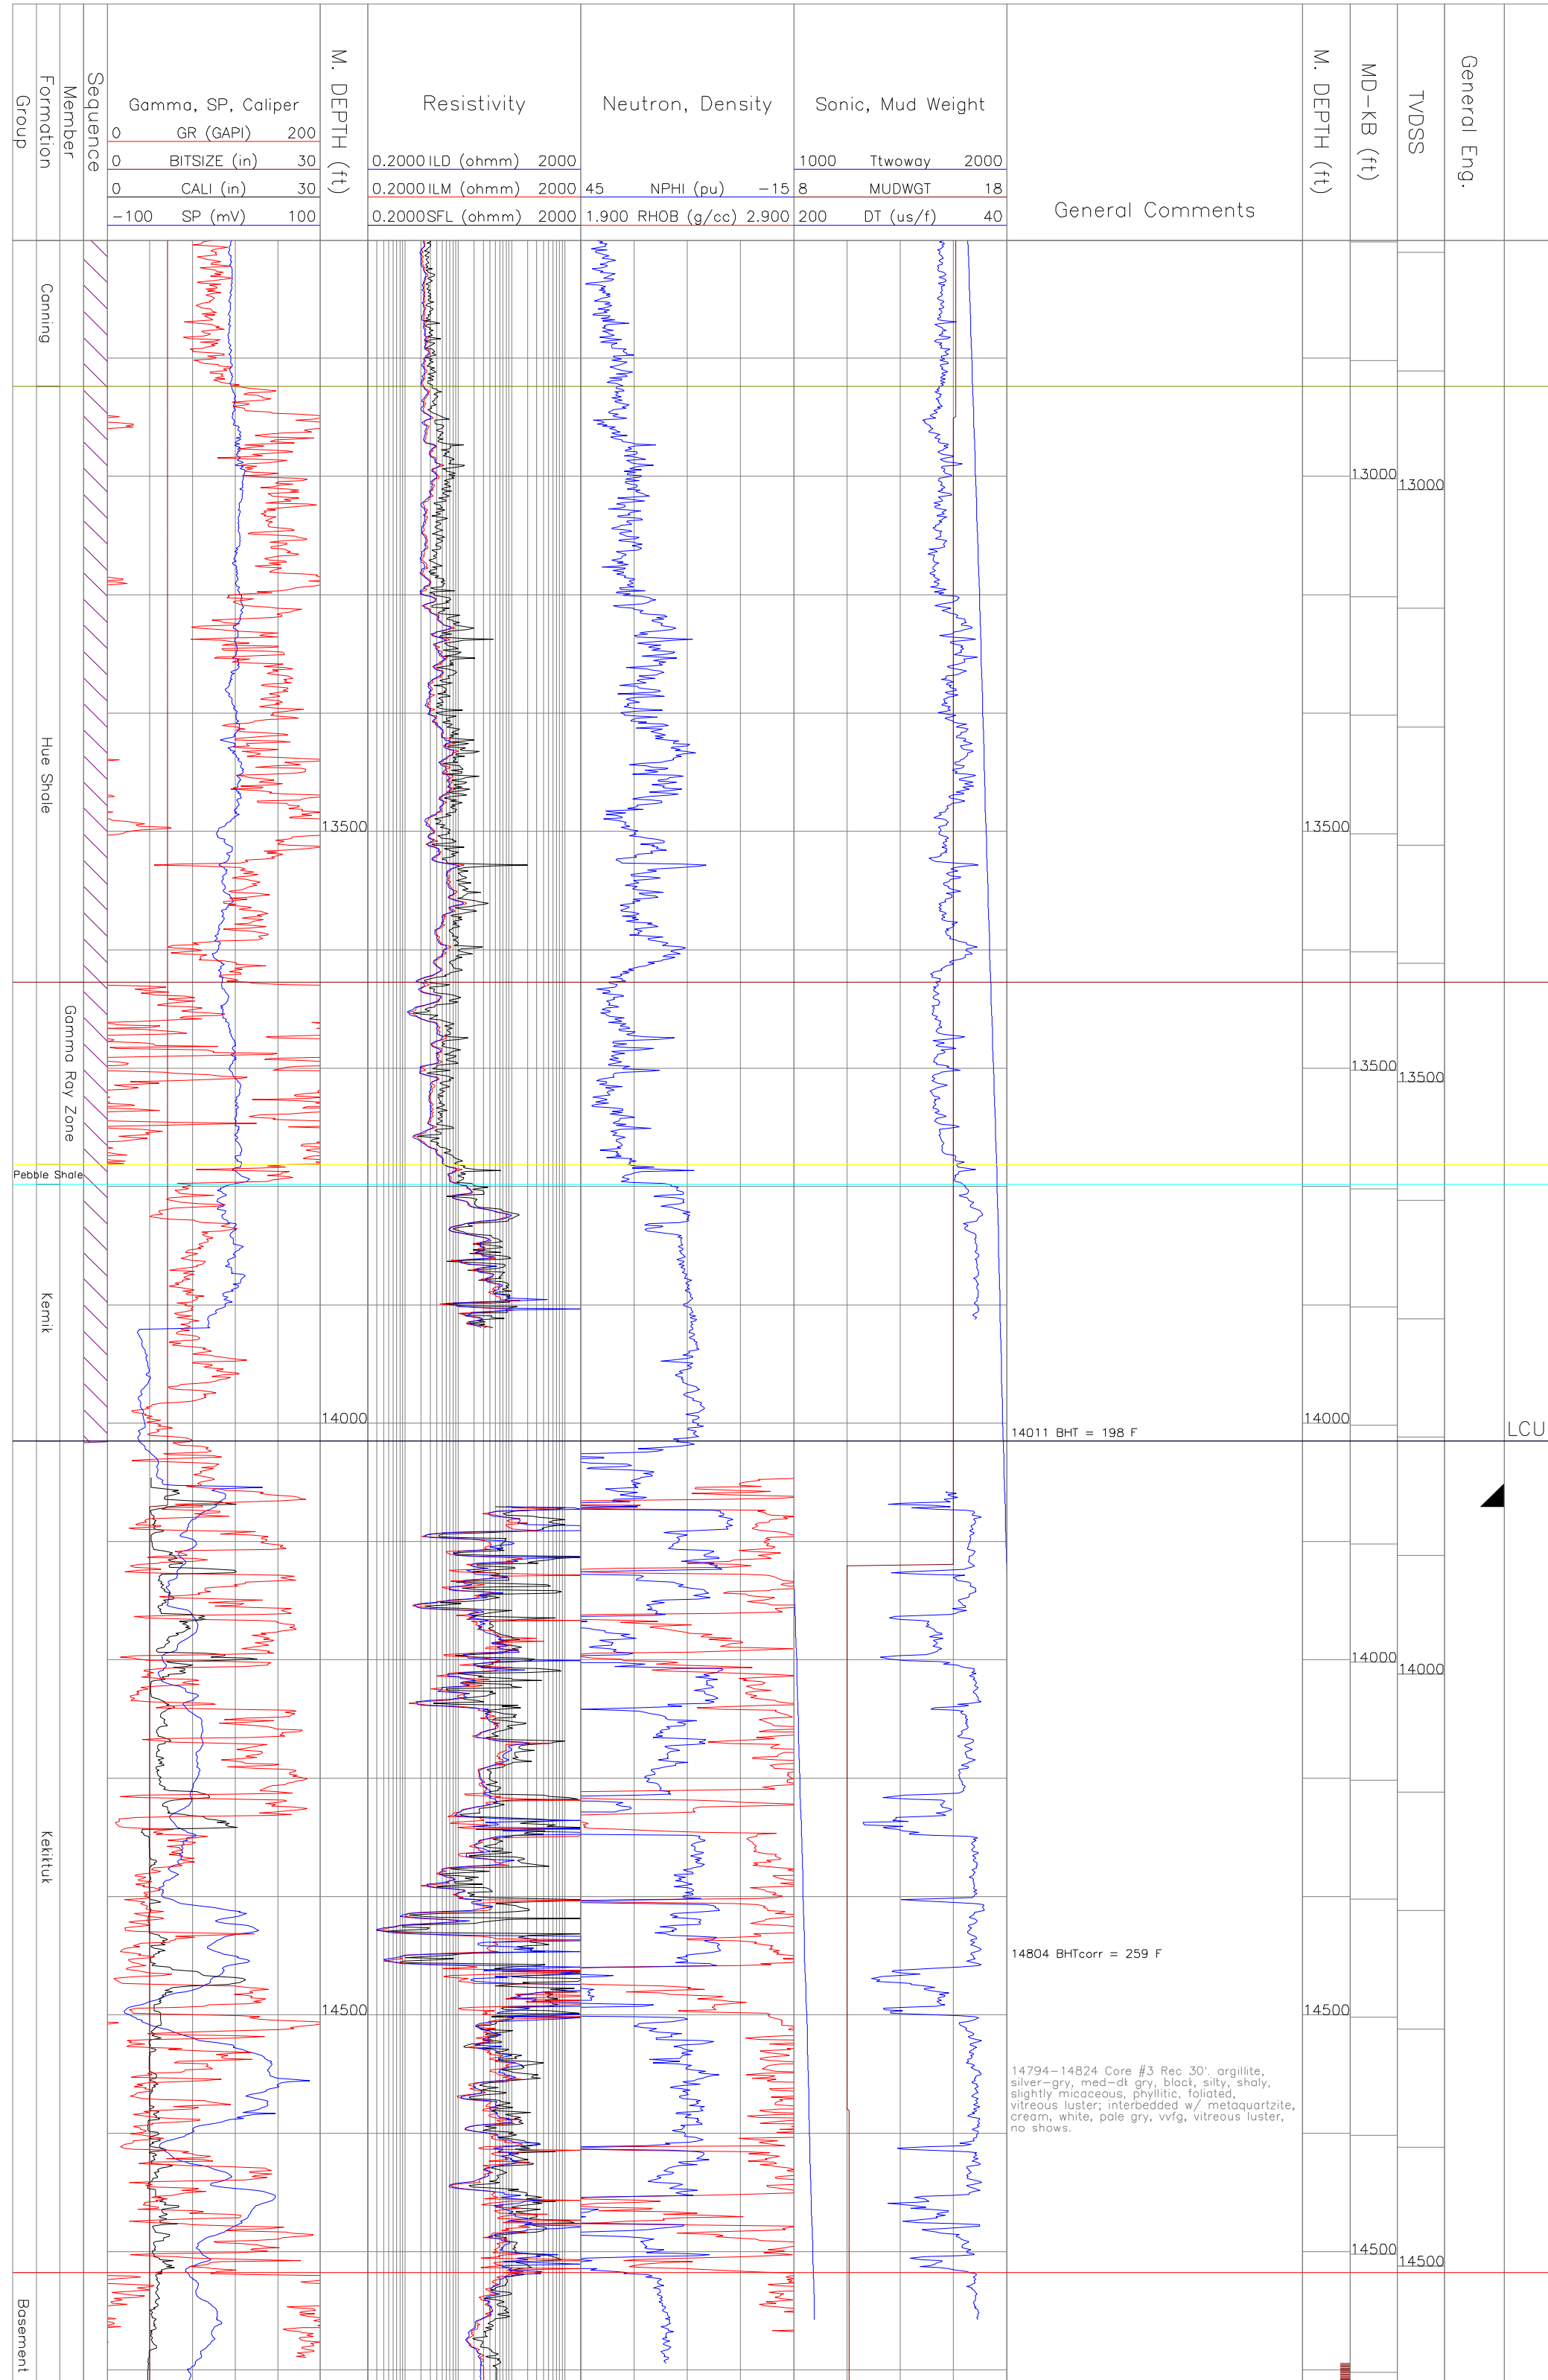 Group
Formation
Member
Sequence
Gamma, SP, Caliper
0 GR (GAPI) 200
0 BITSIZE (in) 30
0 CALI (in) 30
-100 SP (mV) 100
M. DEPTH (ft)
Resistivity
0.2000 ILD (ohmm) 2000
0.2000 ILM (ohmm) 2000
0.2000 SFL (ohmm) 2000
Neutron, Density
45 NPHI (pu) -15
1.900 RHOB (g/cc) 2.900
Sonic, Mud Weight
1000 Ttwoway 2000
8 MUDWGT 18
200 DT (us/f) 40
General Comments
M. DEPTH (ft)
MD-KB (ft)
TVDSS
General Eng.
Canning
13000
13000
Hue Shale
13500
13500
Gamma Ray Zone
13500
13500
Pebble Shale
Kemik
14000
14000
LCU
14011 BHT = 198 F
14000
14000
Kekiktuk
14804 BHTcorr = 259 F
14500
14500
14794-14824 Core #3 Rec 30'. argillite,
silver-gry, med-dk gry, black, silty, shaly,
slightly micaceous, phyllitic, foliated,
vitreous luster; interbedded w/ metaquartzite,
cream, white, pale gry, vvfg, vitreous luster,
no shows.
14500
14500
Basement